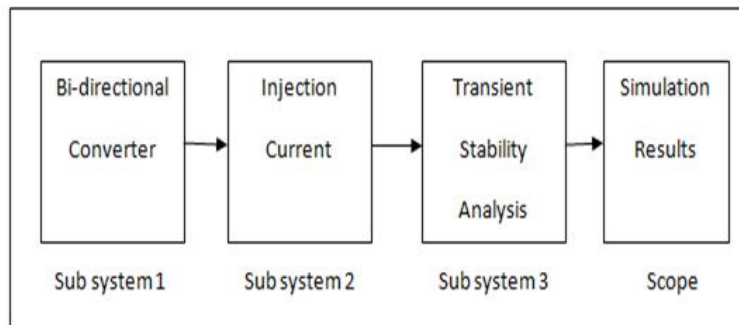 Bi-directional
Converter
Injection
Current
Transient
Stability
Analysis
Simulation
Results
Sub system 1
Sub system 2
Sub system 3
Scope